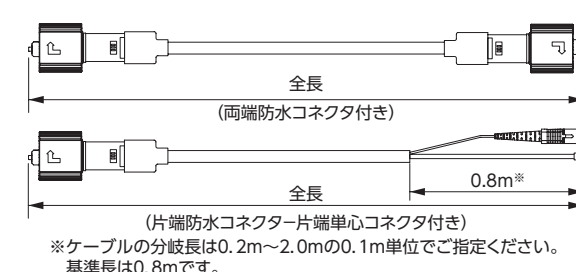 全長
(両端防水コネクタ付き)
全長
0.8m※
(片端防水コネクター片端単心コネクタ付き)
※ケーブルの分岐長は0.2m～2.0mの0.1m単位でご指定ください。
基準長は0.8mです。